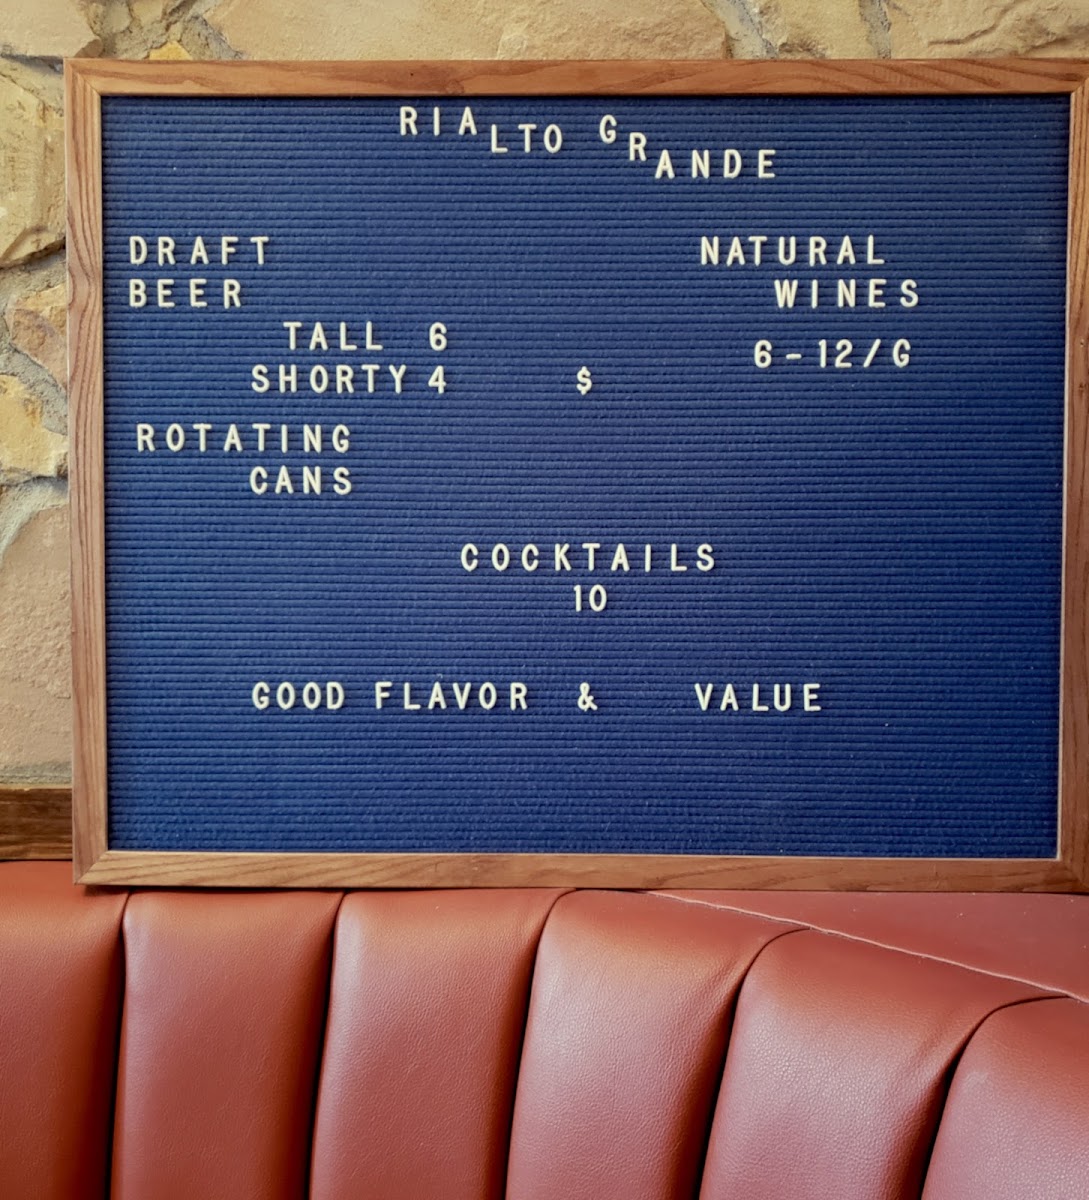 RIALTO GRANDE
DRAFT
BEER
TALL 6
SHORTY 4
ROTATING
CANS
$
NATURAL
WINES
6-12/G
COCKTAILS
10
GOOD FLAVOR & VALUE